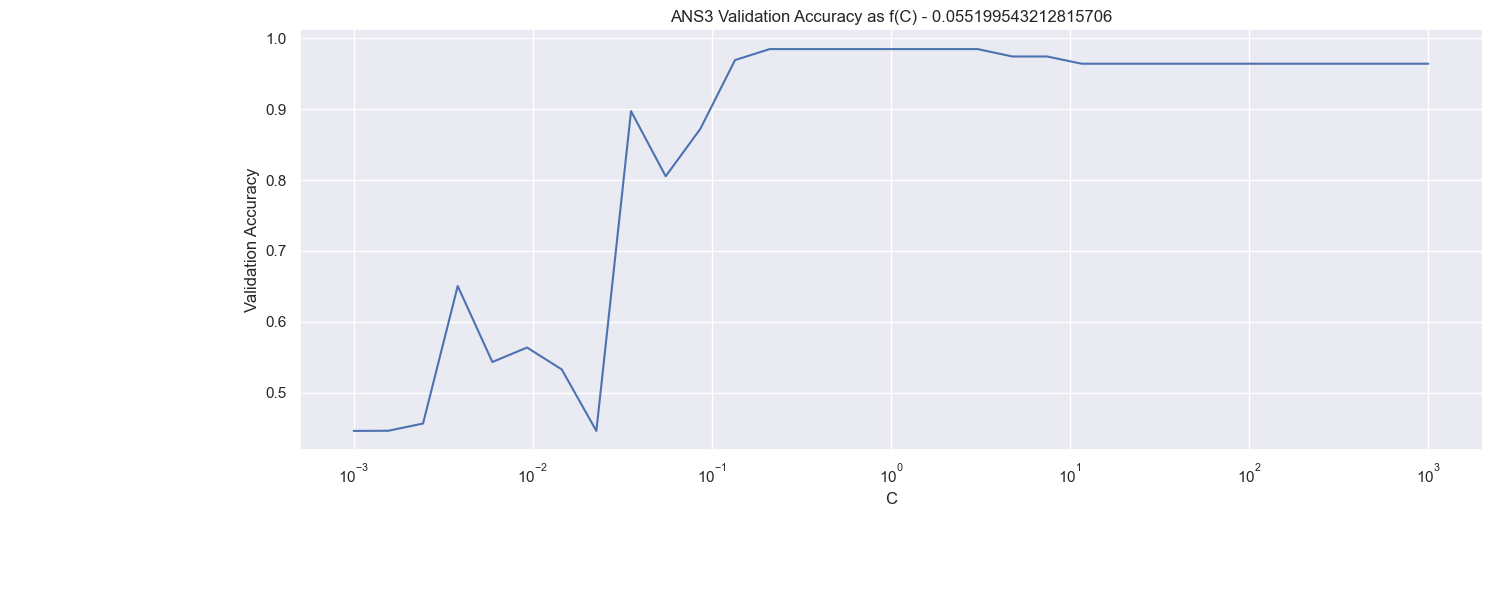 ANS3 Validation Accuracy as f(C) - 0.055199543212815706
1.0
0.9
0.8
0.7
0.6
0.5
Validation Accuracy
10⁻³ 10⁻² 10⁻¹ 10⁰ 10¹ 10² 10³
C